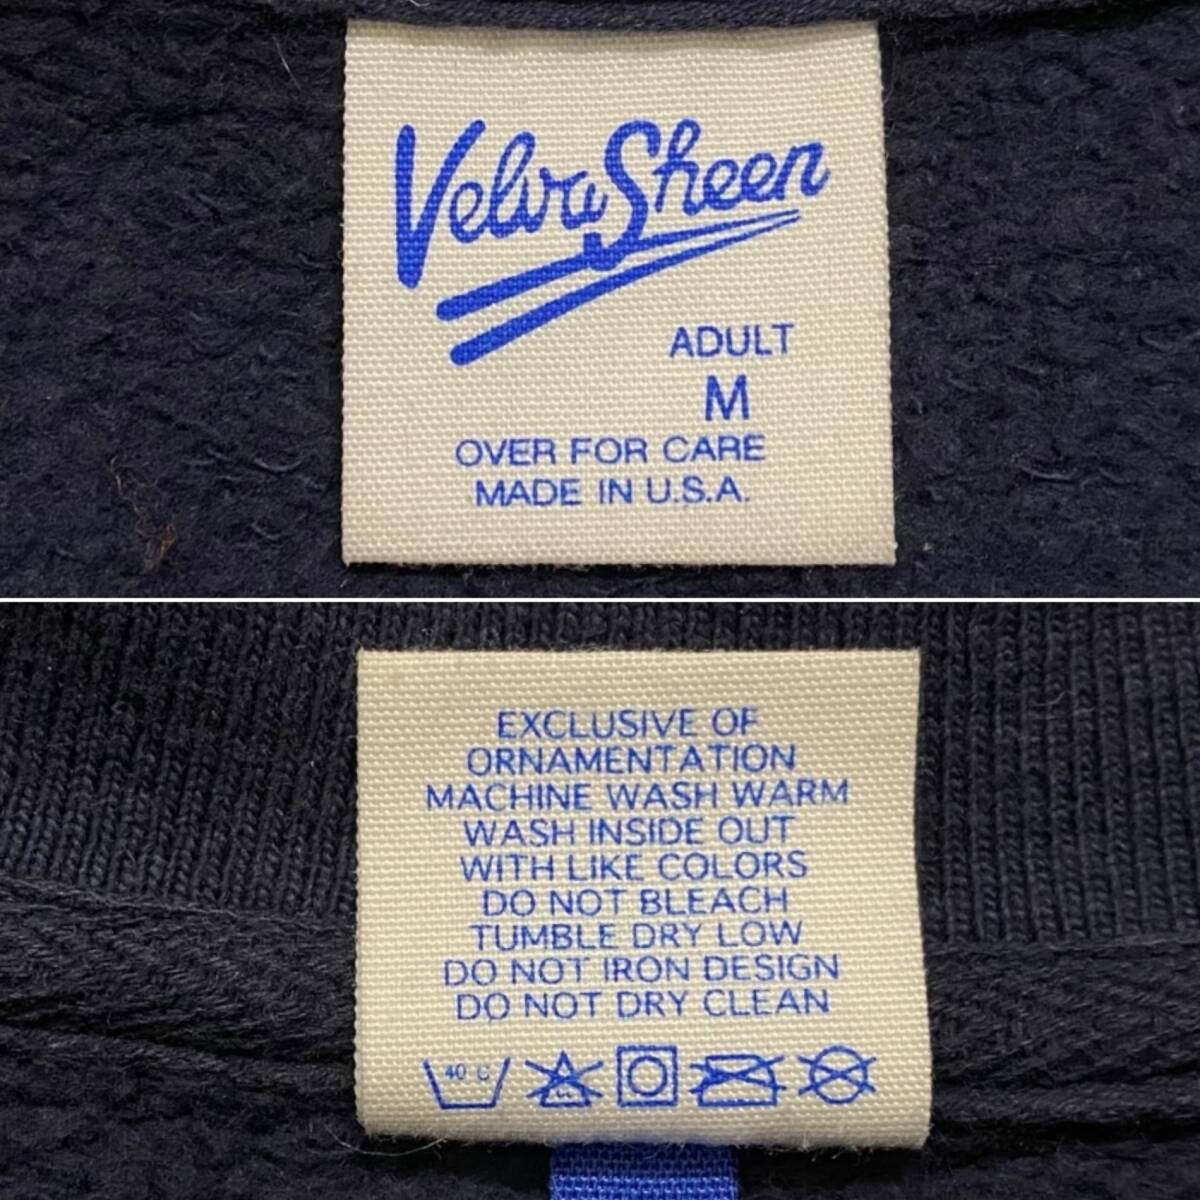 Velva Sheen
ADULT
M
OVER FOR CARE
MADE IN U.S.A.
EXCLUSIVE OF
ORNAMENTATION
MACHINE WASH WARM
WASH INSIDE OUT
WITH LIKE COLORS
DO NOT BLEACH
TUMBLE DRY LOW
DO NOT IRON DESIGN
DO NOT DRY CLEAN
40 C